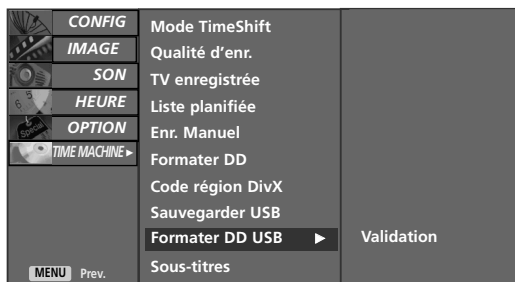 CONFIG
IMAGE
SON
HEURE
OPTION
TIME MACHINE ►
MENU Prev.
Mode TimeShift
Qualité d'enr.
TV enregistrée
Liste planifiée
Enr. Manuel
Formater DD
Code région DivX
Sauvegarder USB
Formater DD USB ►
Sous-titres
Validation